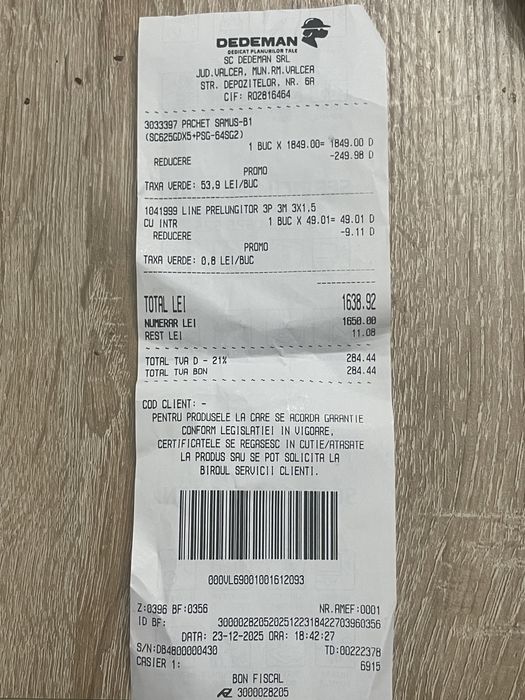 DEDEMAN
DEDICAT PLANURILOR TALE
SC DEDEMAN SRL
JUD.VALCEA, MUN.RM.VALCEA
STR. DEPOZITELOR, NR. 6A
CIF: RO2816464
3033397 PACHET SAMUS-B1
(SC625GDX5+PSG-64SG2)
1 BUC X 1849.00= 1849.00 D
REDUCERE -249.98 D
PROMO
TAXA VERDE: 53,9 LEI/BUC
1041999 LINE PRELUNGITOR 3P 3M 3X1,5
CU INTR 1 BUC X 49.01= 49.01 D
REDUCERE -9.11 D
PROMO
TAXA VERDE: 0,8 LEI/BUC
TOTAL LEI 1638.92
NUMERAR LEI 1650.00
REST LEI 11.08
TOTAL TVA D - 21% 284.44
TOTAL TVA BON 284.44
COD CLIENT: -
PENTRU PRODUSELE LA CARE SE ACORDA GARANTIE
CONFORM LEGISLATIEI IN VIGOARE,
CERTIFICATELE SE REGASESC IN CUTIE/ATASATE
LA PRODUS SAU SE POT SOLICITA LA
BIROUL SERVICII CLIENTI.
000VL69001001612093
Z:0396 BF:0356 NR.AMEF:0001
ID BF: 30000282052025122318422703960356
DATA: 23-12-2025 ORA: 18:42:27
S/N:DB4800000430 TD:00222378
CASIER 1: 6915
BON FISCAL
3000028205